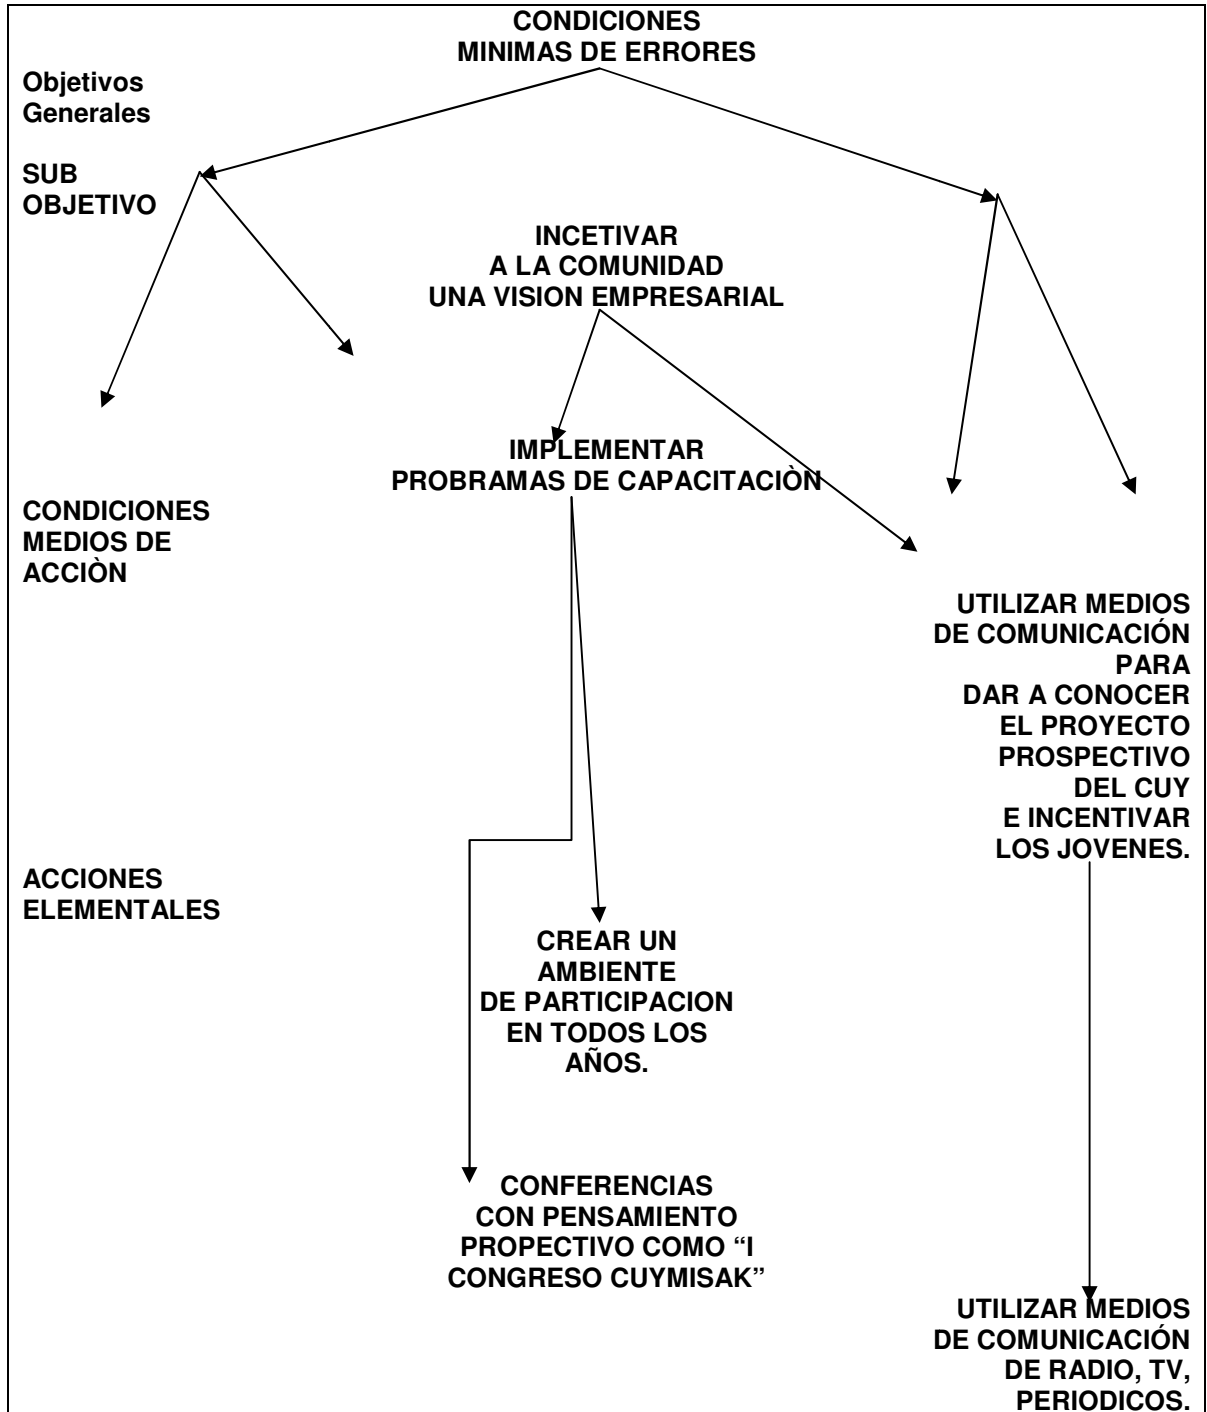 CONDICIONES
MINIMAS DE ERRORES
Objetivos
Generales
SUB
OBJETIVO
INCETIVAR
A LA COMUNIDAD
UNA VISION EMPRESARIAL
IMPLEMENTAR
PROBRAMAS DE CAPACITACIÒN
CONDICIONES
MEDIOS DE
ACCIÒN
UTILIZAR MEDIOS
DE COMUNICACIÓN
PARA
DAR A CONOCER
EL PROYECTO
PROSPECTIVO
DEL CUY
E INCENTIVAR
LOS JOVENES.
ACCIONES
ELEMENTALES
CREAR UN
AMBIENTE
DE PARTICIPACION
EN TODOS LOS
AÑOS.
CONFERENCIAS
CON PENSAMIENTO
PROPECTIVO COMO “I
CONGRESO CUYMISAK”
UTILIZAR MEDIOS
DE COMUNICACIÓN
DE RADIO, TV,
PERIODICOS.